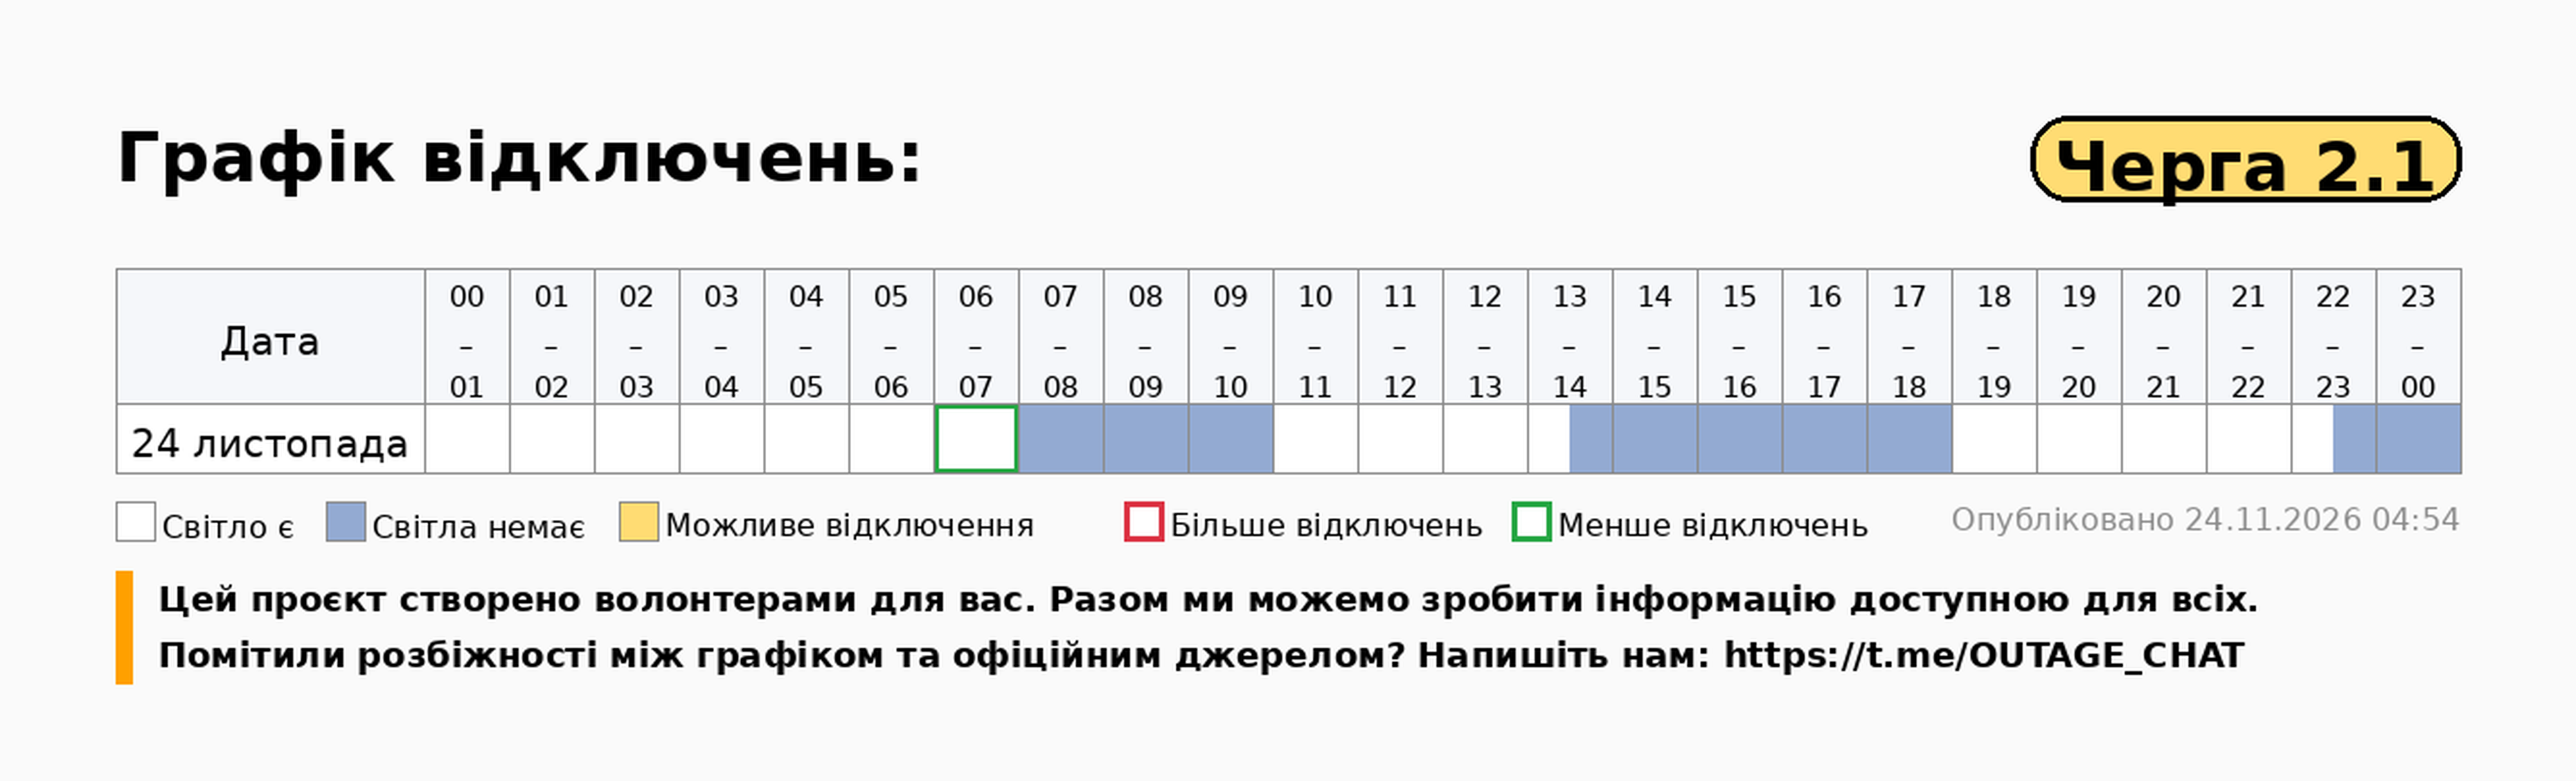 Графік відключень:
Черга 2.1
Дата
00 – 01
01 – 02
02 – 03
03 – 04
04 – 05
05 – 06
06 – 07
07 – 08
08 – 09
09 – 10
10 – 11
11 – 12
12 – 13
13 – 14
14 – 15
15 – 16
16 – 17
17 – 18
18 – 19
19 – 20
20 – 21
21 – 22
22 – 23
23 – 00
24 листопада
Світло є
Світла немає
Можливе відключення
Більше відключень
Менше відключень
Опубліковано 24.11.2026 04:54
Цей проєкт створено волонтерами для вас. Разом ми можемо зробити інформацію доступною для всіх.
Помітили розбіжності між графіком та офіційним джерелом? Напишіть нам: https://t.me/OUTAGE_CHAT